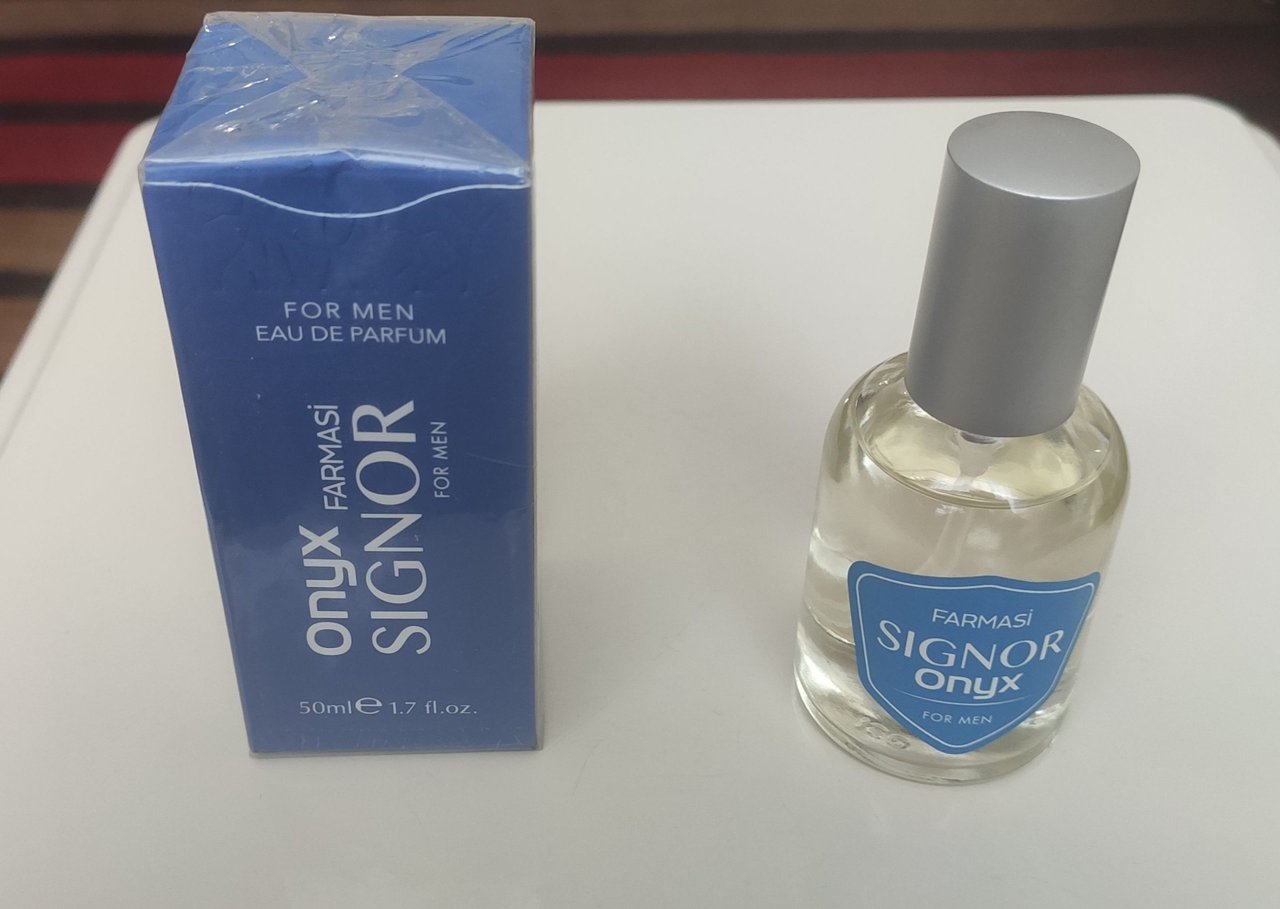 FOR MEN
EAU DE PARFUM
onyx FARMASİ
SIGNOR
FOR MEN
50ml℮ 1.7 fl.oz.
FARMASİ
SIGNOR
onyx
FOR MEN